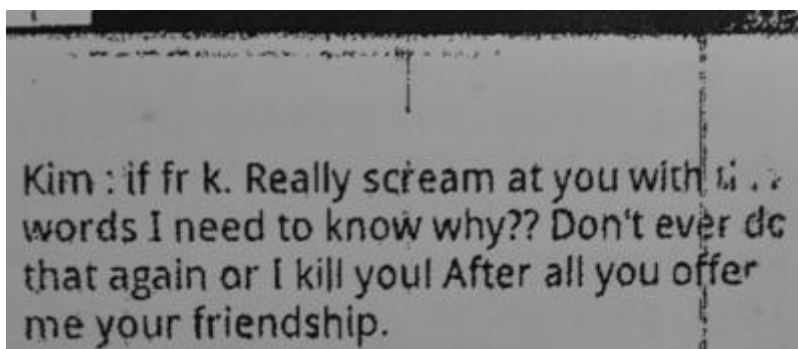 Kim : if fr k. Really scream at you with
words I need to know why?? Don't ever do
that again or I kill you! After all you offer
me your friendship.